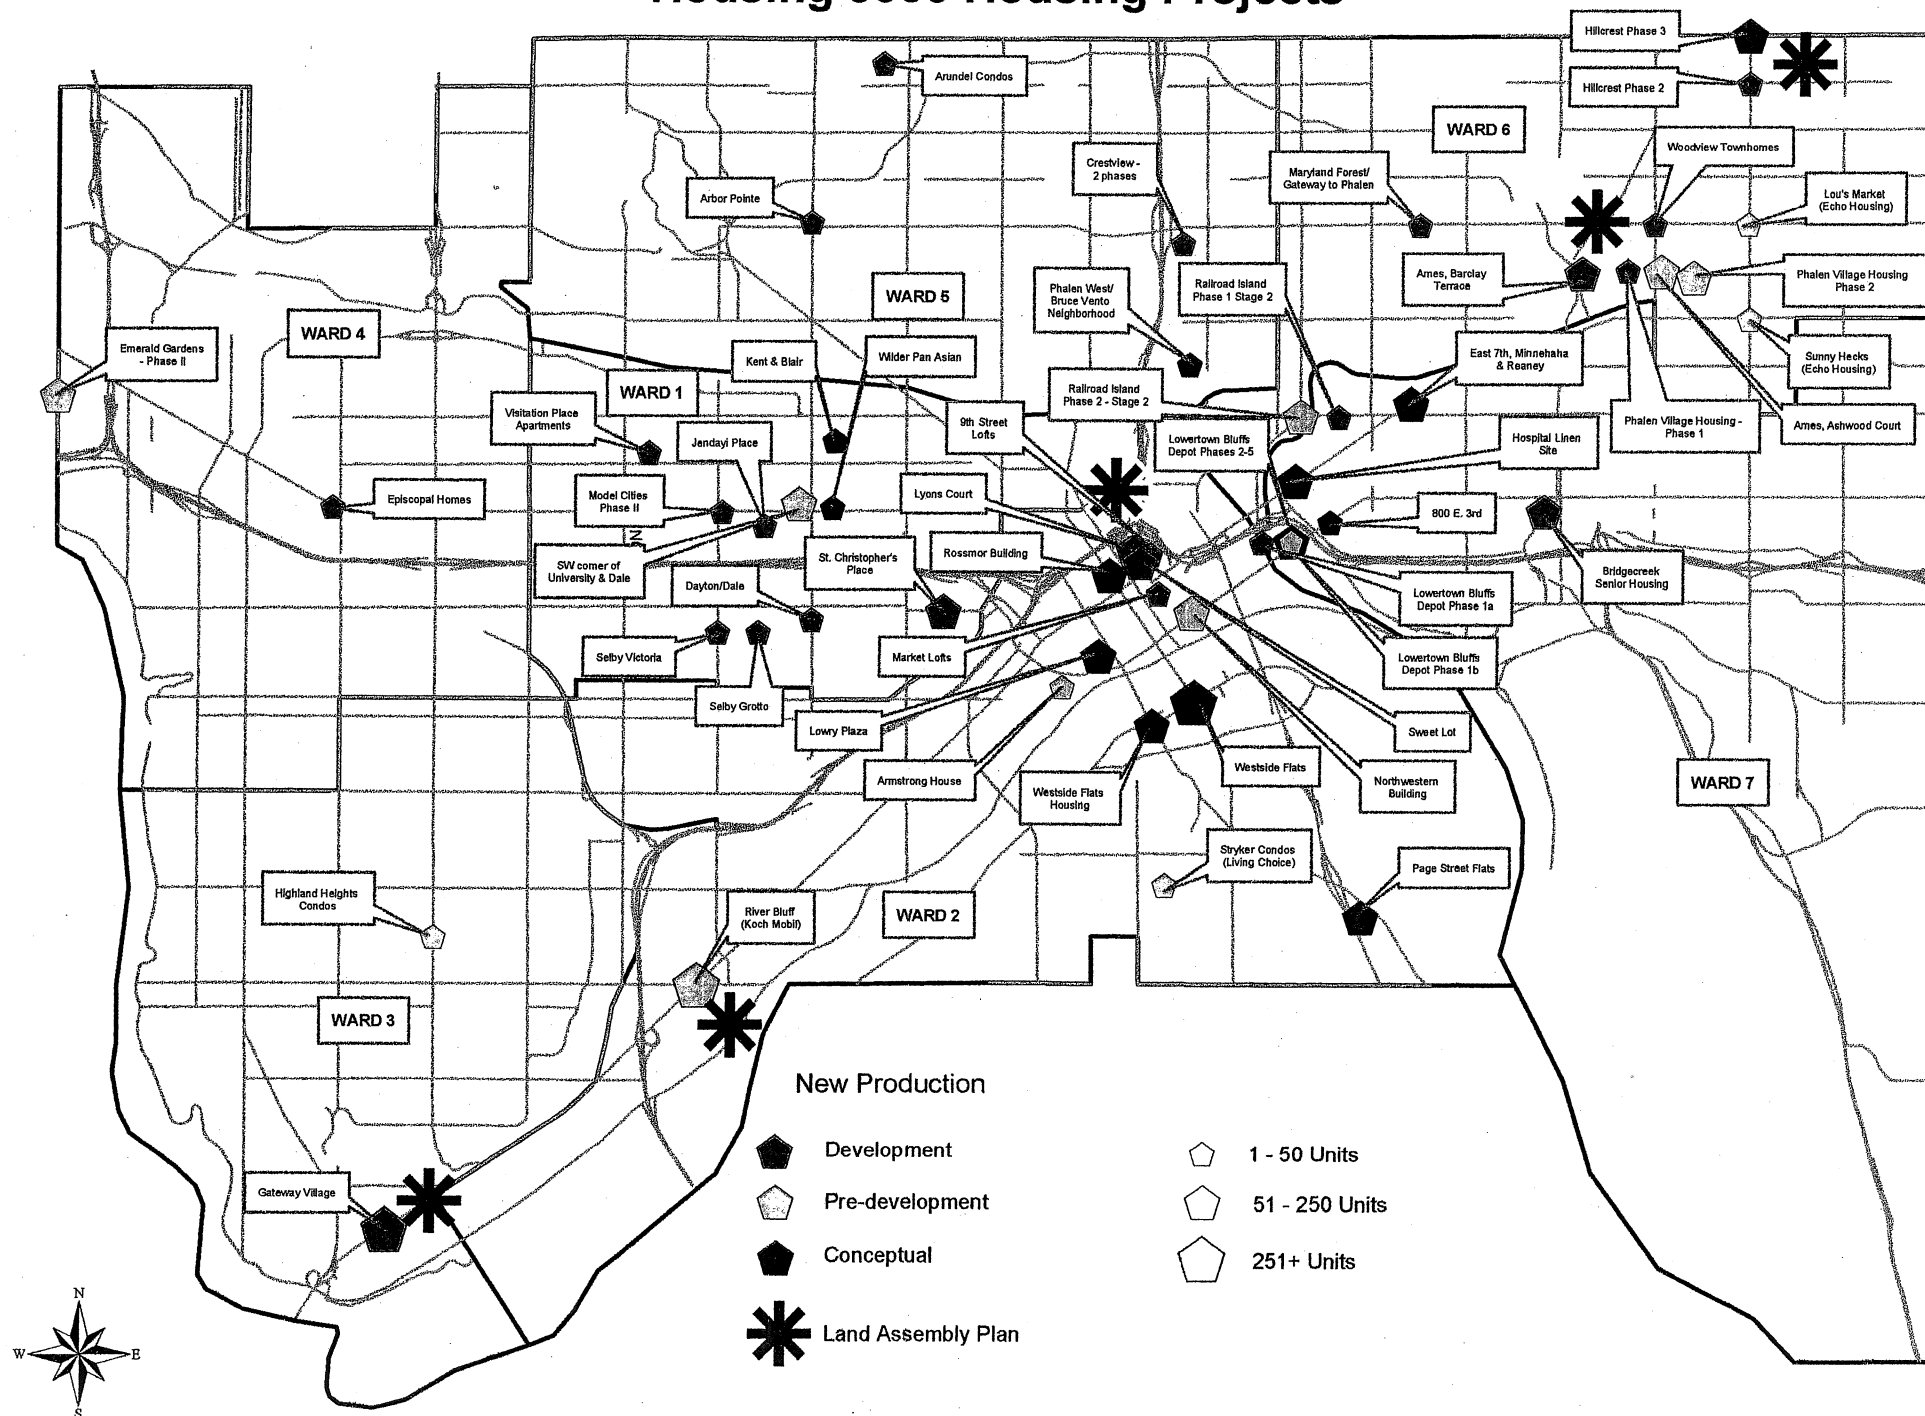 Housing 5000 Housing Projects
Hillcrest Phase 3
Arundel Condos
Hillcrest Phase 2
WARD 6
Woodview Townhomes
Crestview -
2 phases
Maryland Forest/
Gateway to Phalen
Lou's Market
(Echo Housing)
Arbor Pointe
Ames, Barclay
Terrace
Phalen Village Housing
Phase 2
Railroad Island
Phase 1 Stage 2
Phalen West/
Bruce Vento
Neighborhood
WARD 5
WARD 4
Emerald Gardens
- Phase II
Kent & Blair
Wilder Pan Asian
East 7th, Minnehaha
& Reaney
Sunny Hecks
(Echo Housing)
WARD 1
Railroad Island
Phase 2 - Stage 2
Visitation Place
Apartments
9th Street
Lofts
Phalen Village Housing -
Phase 1
Ames, Ashwood Court
Jendayi Place
Lowertown Bluffs
Depot Phases 2-5
Hospital Linen
Site
Episcopal Homes
Model Cities
Phase II
Lyons Court
800 E. 3rd
N
SW corner of
University & Dale
St. Christopher's
Place
Rossmor Building
Bridgecreek
Senior Housing
Dayton/Dale
Lowertown Bluffs
Depot Phase 1a
Selby Victoria
Market Lofts
Lowertown Bluffs
Depot Phase 1b
Selby Grotto
Lowry Plaza
Sweet Lot
Armstrong House
Westside Flats
Housing
Westside Flats
Northwestern
Building
WARD 7
Stryker Condos
(Living Choice)
Page Street Flats
Highland Heights
Condos
River Bluff
(Koch Mobil)
WARD 2
WARD 3
Gateway Village
New Production
Development
1 - 50 Units
Pre-development
51 - 250 Units
Conceptual
251+ Units
Land Assembly Plan
N
W
E
S